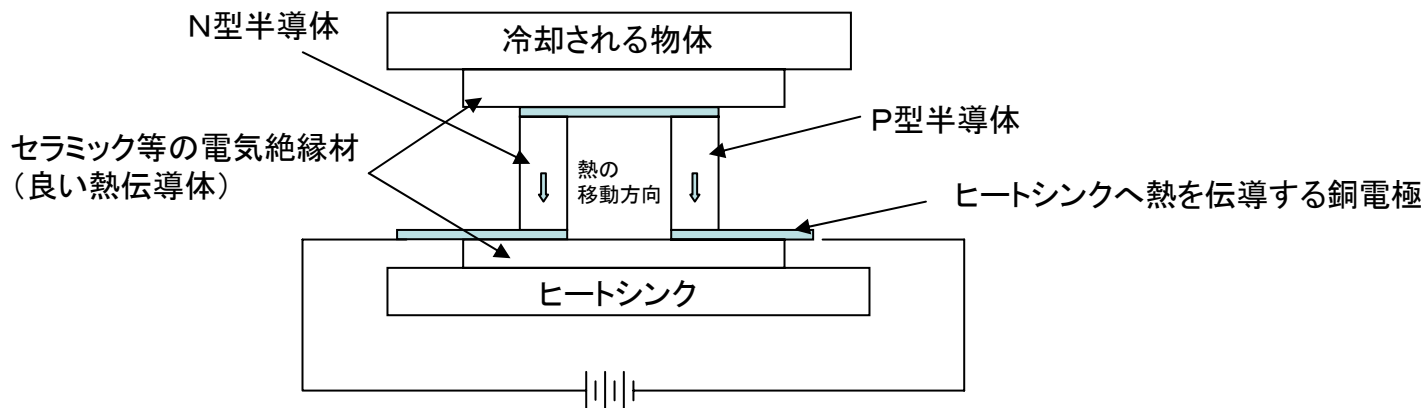 N型半導体
冷却される物体
P型半導体
セラミック等の電気絶縁材
(良い熱伝導体)
熱の
移動方向
ヒートシンクへ熱を伝導する銅電極
ヒートシンク